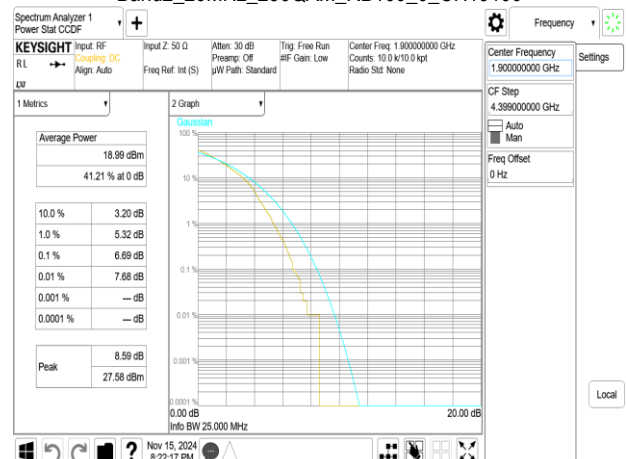 Spectrum Analyzer 1
Power Stat CCDF
Frequency
KEYSIGHT
Input: RF
Coupling: DC
Align: Auto
Input Z: 50 Ω
Freq Ref: Int (S)
Atten: 30 dB
Preamp: Off
µW Path: Standard
Trig: Free Run
#IF Gain: Low
Center Freq: 1.900000000 GHz
Counts: 10.0 k/10.0 kpt
Radio Std: None
RL
LXI
Center Frequency
1.900000000 GHz
Settings
CF Step
4.399000000 GHz
Auto
Man
Freq Offset
0 Hz
1 Metrics
2 Graph
Average Power
18.99 dBm
41.21 % at 0 dB
10.0 % 3.20 dB
1.0 % 5.32 dB
0.1 % 6.69 dB
0.01 % 7.68 dB
0.001 % --- dB
0.0001 % --- dB
Peak
8.59 dB
27.58 dBm
Gaussian
100 %
10 %
1 %
0.1 %
0.01 %
0.001 %
0.0001 %
0.00 dB
20.00 dB
Info BW 25.000 MHz
Local
?
Nov 15, 2024
8:22:17 PM